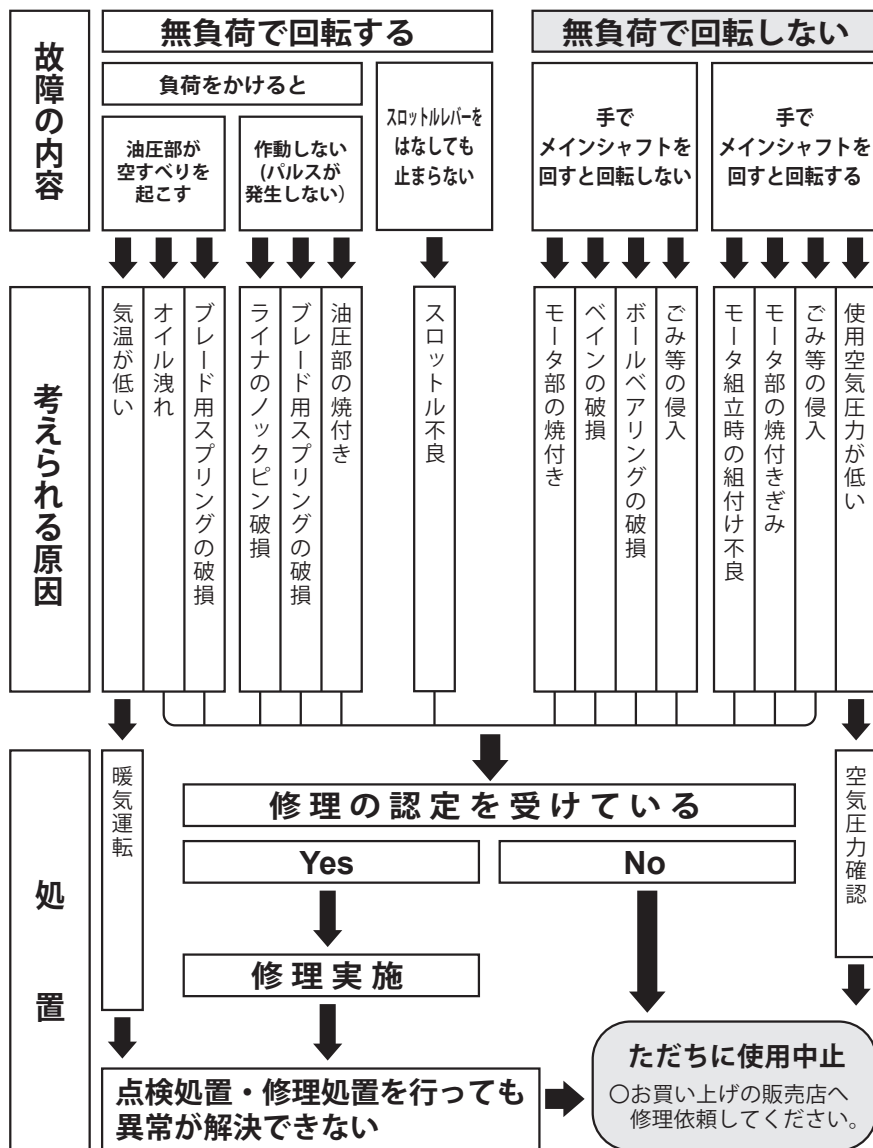 故障の内容
無負荷で回転する
無負荷で回転しない
負荷をかけると
油圧部が
空すべりを
起こす
作動しない
(パルスが
発生しない）
スロットルレバーを
はなしても
止まらない
手で
メインシャフトを
回すと回転しない
手で
メインシャフトを
回すと回転する
考えられる原因
気温が低い
オイル洩れ
ブレード用スプリングの破損
ライナのノックピン破損
ブレード用スプリングの破損
油圧部の焼付き
スロットル不良
モータ部の焼付き
ベインの破損
ボールベアリングの破損
ごみ等の侵入
モータ組立時の組付け不良
モータ部の焼付きぎみ
ごみ等の侵入
使用空気圧力が低い
処置
暖気運転
修理の認定を受けている
Yes
No
修理実施
空気圧力確認
点検処置・修理処置を行っても
異常が解決できない
ただちに使用中止
○お買い上げの販売店へ
修理依頼してください。